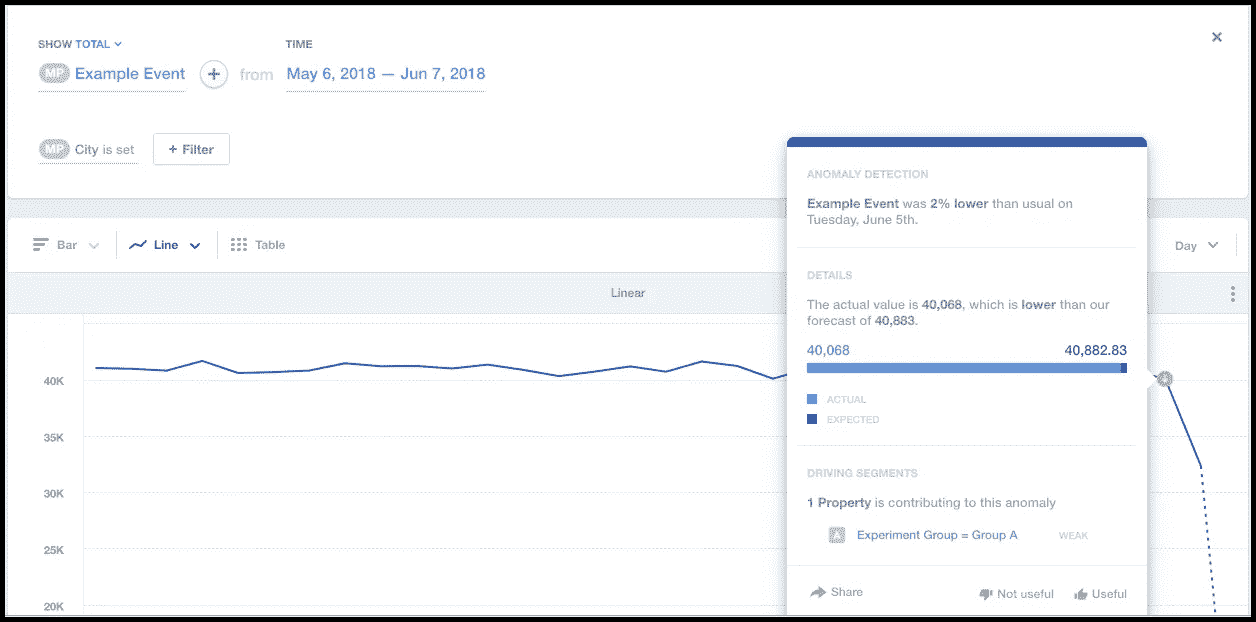 SHOW TOTAL
TIME
MP Example Event
from
May 6, 2018 — Jun 7, 2018
MP City is set
+ Filter
Bar
Line
Table
Day
Linear
40K
35K
30K
25K
20K
ANOMALY DETECTION
Example Event was 2% lower than usual on
Tuesday, June 5th.
DETAILS
The actual value is 40,068, which is lower than our
forecast of 40,883.
40,068
40,882.83
ACTUAL
EXPECTED
DRIVING SEGMENTS
1 Property is contributing to this anomaly
A Experiment Group = Group A
WEAK
Share
Not useful
Useful